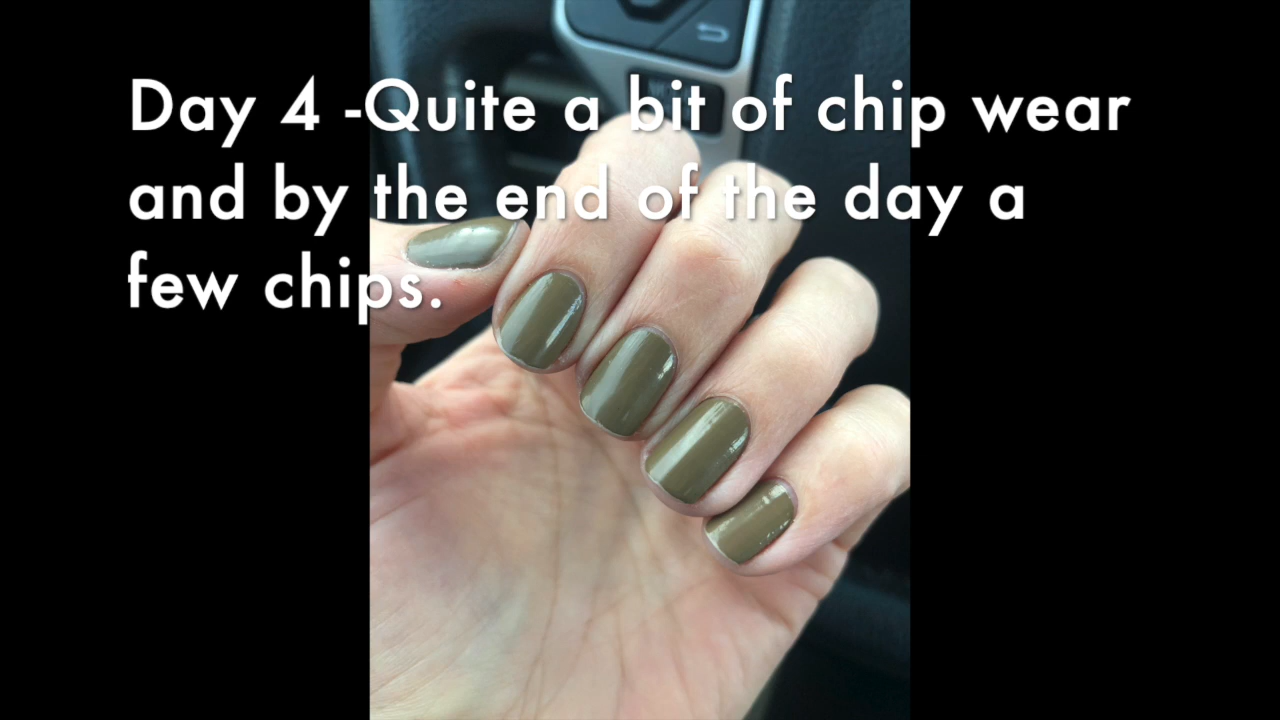 Day 4 -Quite a bit of chip wear
and by the end of the day a
few chips.